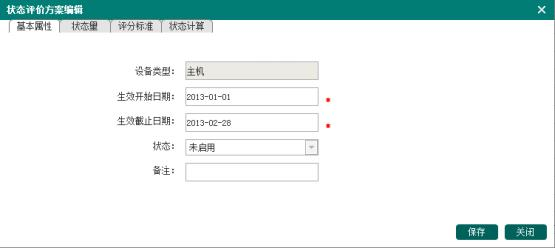 状态评价方案编辑
基本属性 状态量 评分标准 状态计算
设备类型： 主机
生效开始日期： 2013-01-01 *
生效截止日期： 2013-02-28 *
状态： 未启用
备注：
保存 关闭